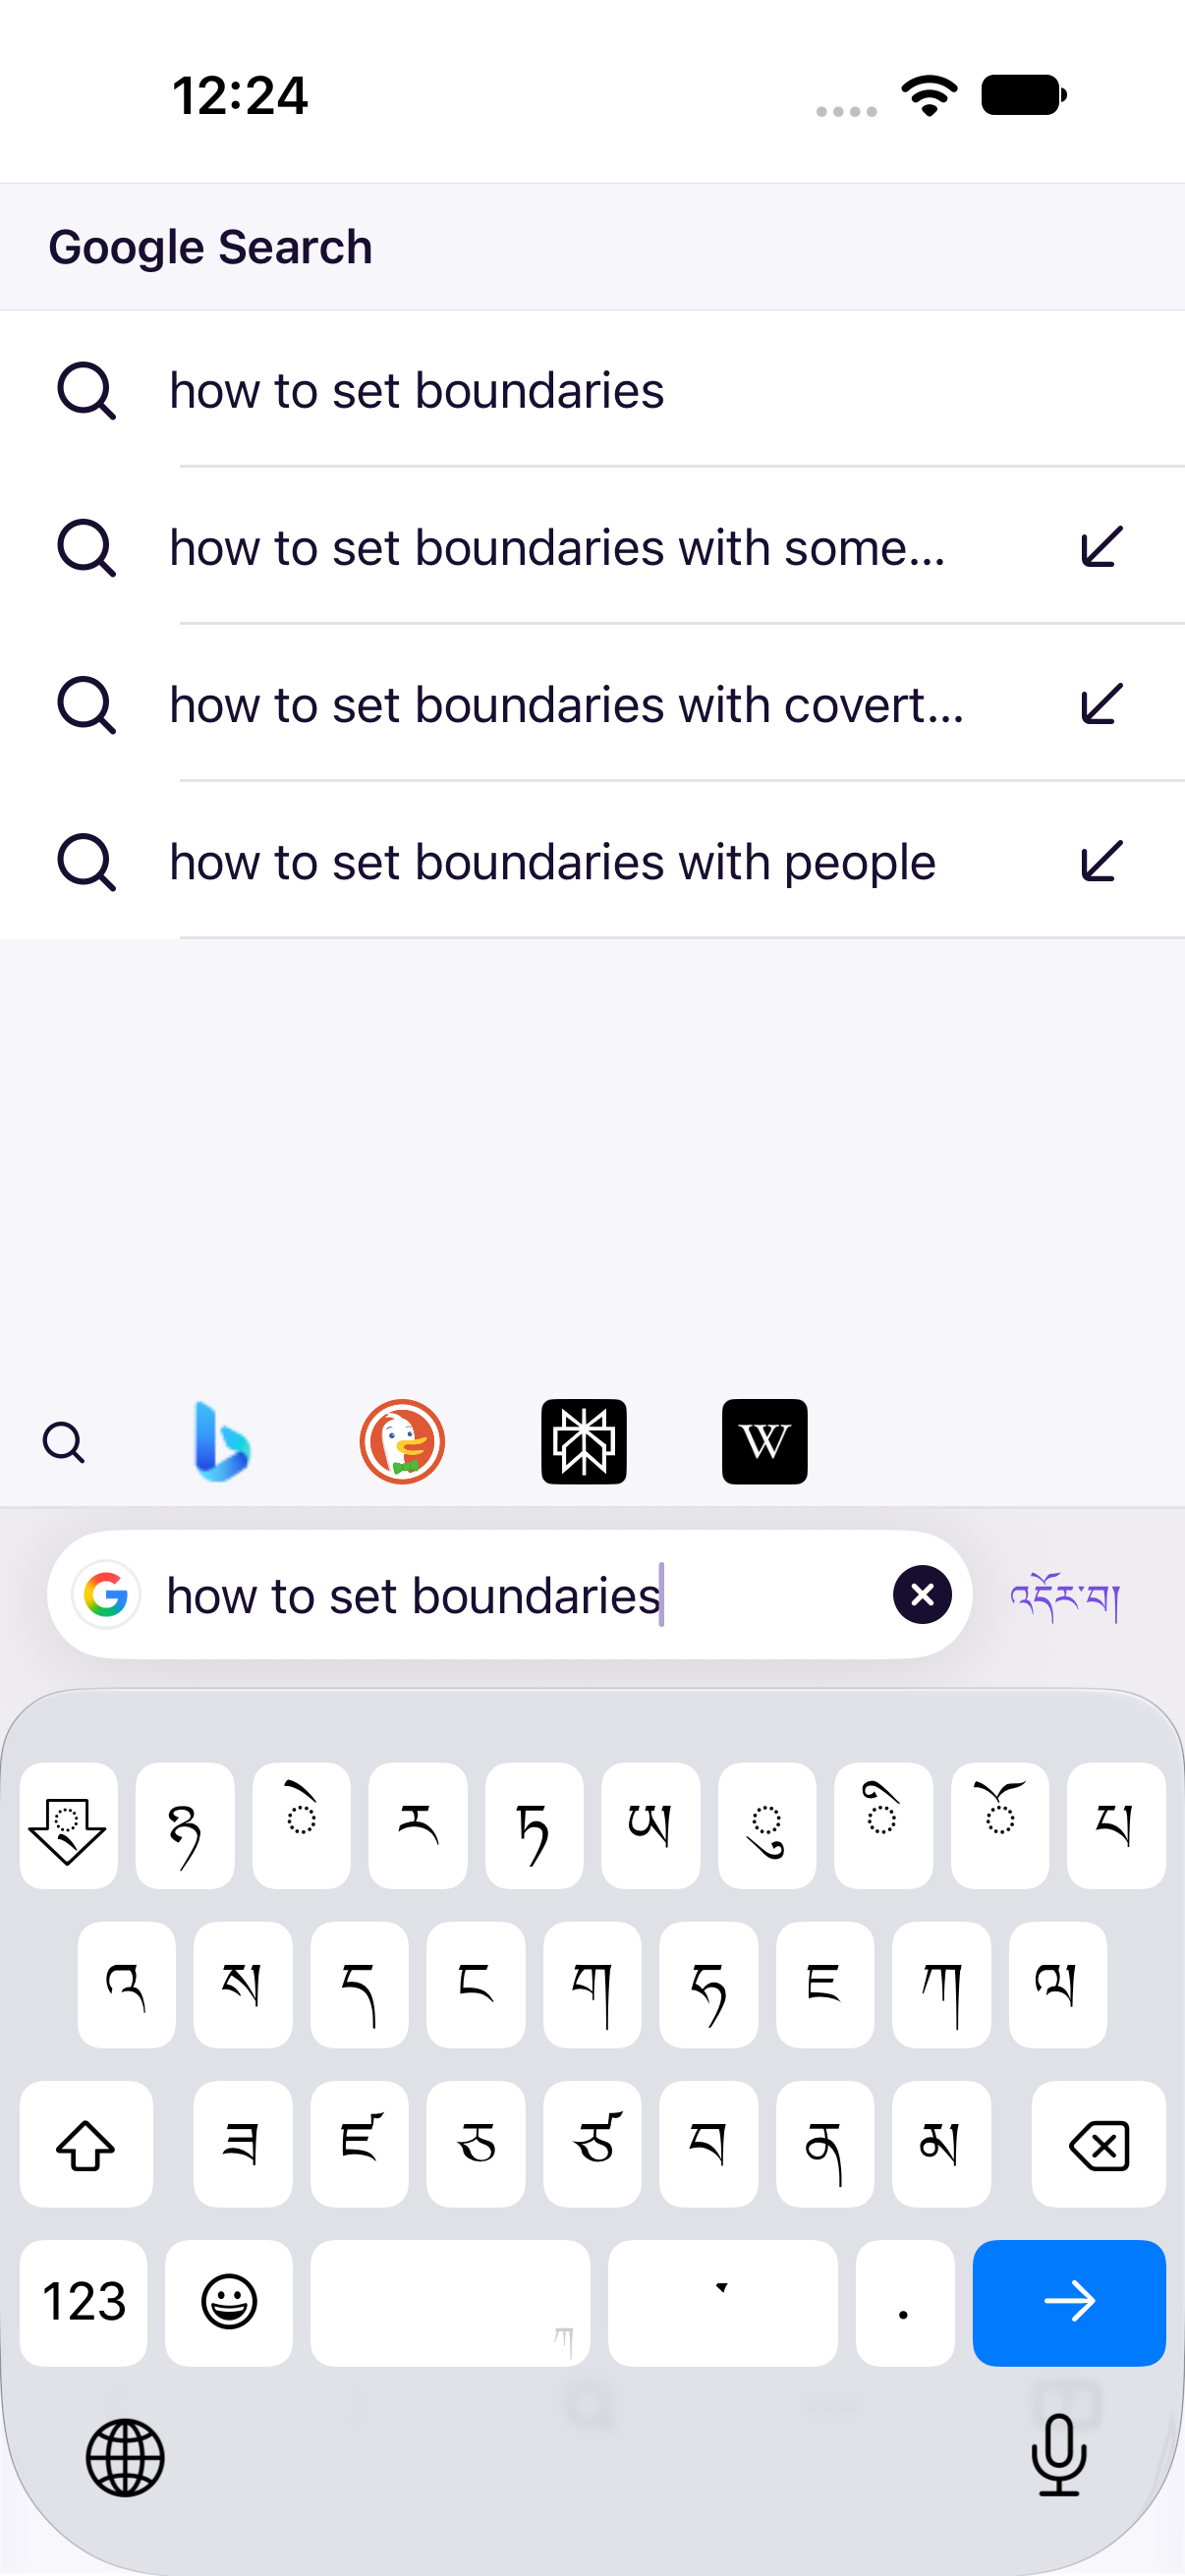 12:24
Google Search
how to set boundaries
how to set boundaries with some...
how to set boundaries with covert...
how to set boundaries with people
W
G how to set boundaries འདོར་བ།
ཉ ེ ར ཏ ཡ ུ ི ོ པ
འ ས ད ང ག ཧ ཇ ཀ ལ
ཟ ཛ ཅ ཙ བ ན མ
123 ཀ ་ .